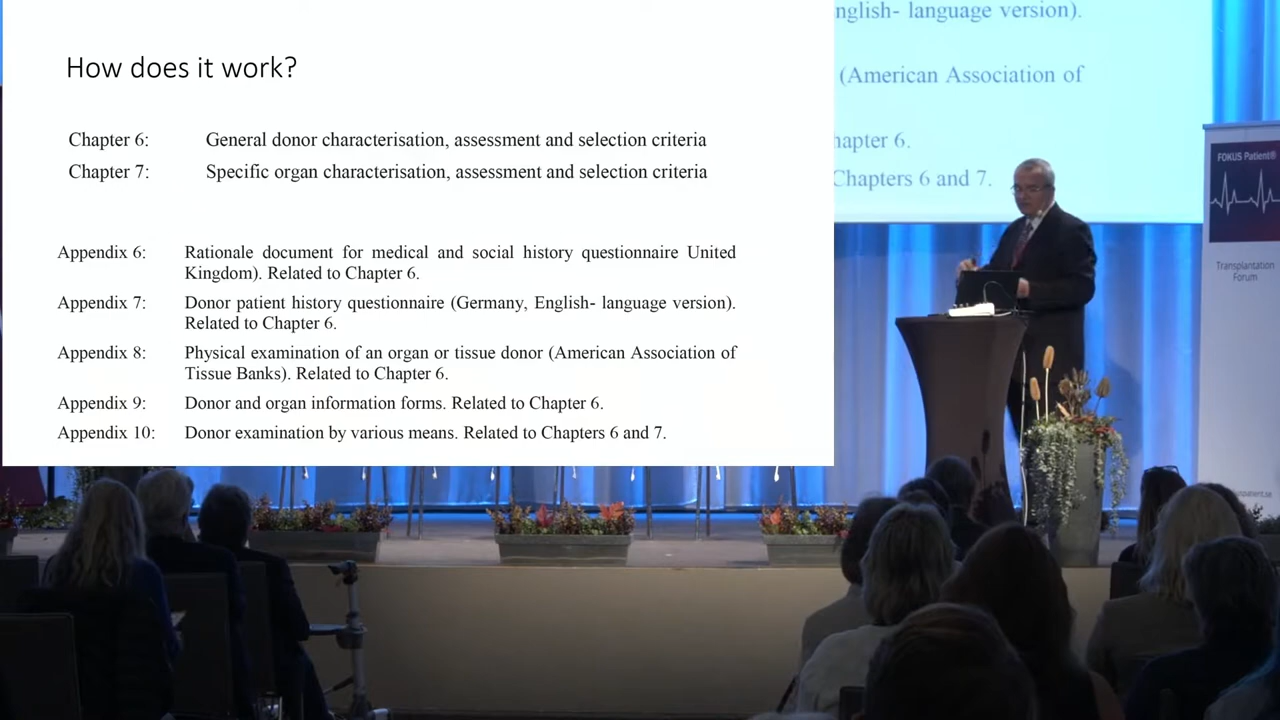 How does it work?
Chapter 6: General donor characterisation, assessment and selection criteria
Chapter 7: Specific organ characterisation, assessment and selection criteria
Appendix 6: Rationale document for medical and social history questionnaire United
Kingdom). Related to Chapter 6.
Appendix 7: Donor patient history questionnaire (Germany, English- language version).
Related to Chapter 6.
Appendix 8: Physical examination of an organ or tissue donor (American Association of
Tissue Banks). Related to Chapter 6.
Appendix 9: Donor and organ information forms. Related to Chapter 6.
Appendix 10: Donor examination by various means. Related to Chapters 6 and 7.
nglish- language version).
(American Association of
hapter 6.
Chapters 6 and 7.
FOKUS Patient®
Transplantation
Forum